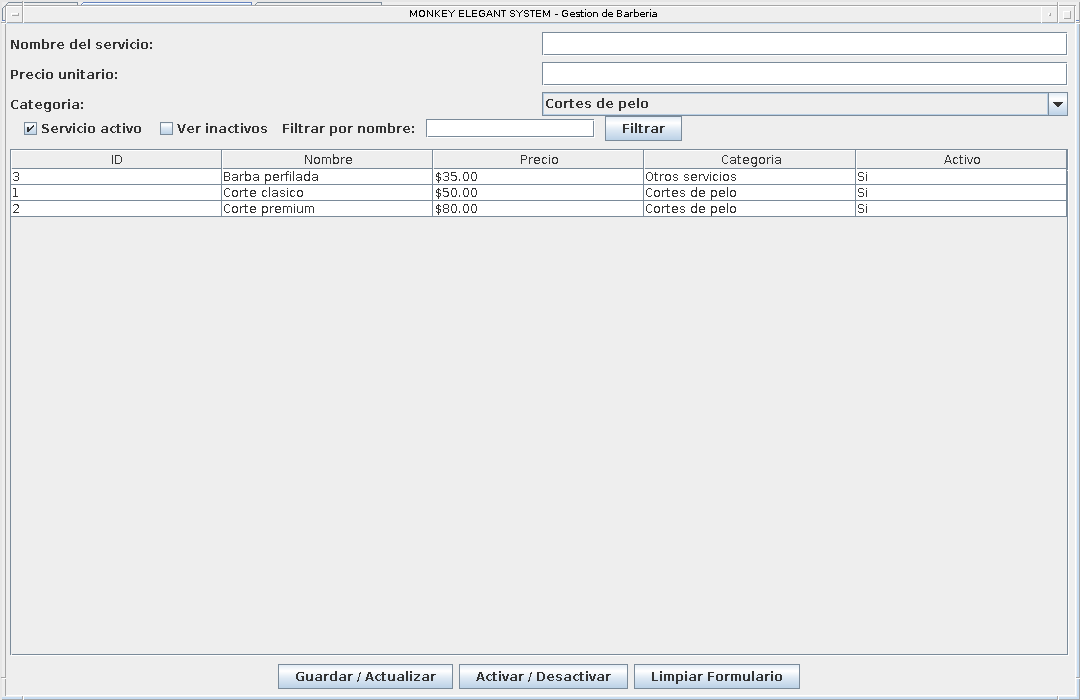 MONKEY ELEGANT SYSTEM - Gestion de Barberia
Nombre del servicio:
Precio unitario:
Categoria: Cortes de pelo
Servicio activo Ver inactivos Filtrar por nombre: Filtrar
ID Nombre Precio Categoria Activo
3 Barba perfilada $35.00 Otros servicios Si
1 Corte clasico $50.00 Cortes de pelo Si
2 Corte premium $80.00 Cortes de pelo Si
Guardar / Actualizar Activar / Desactivar Limpiar Formulario